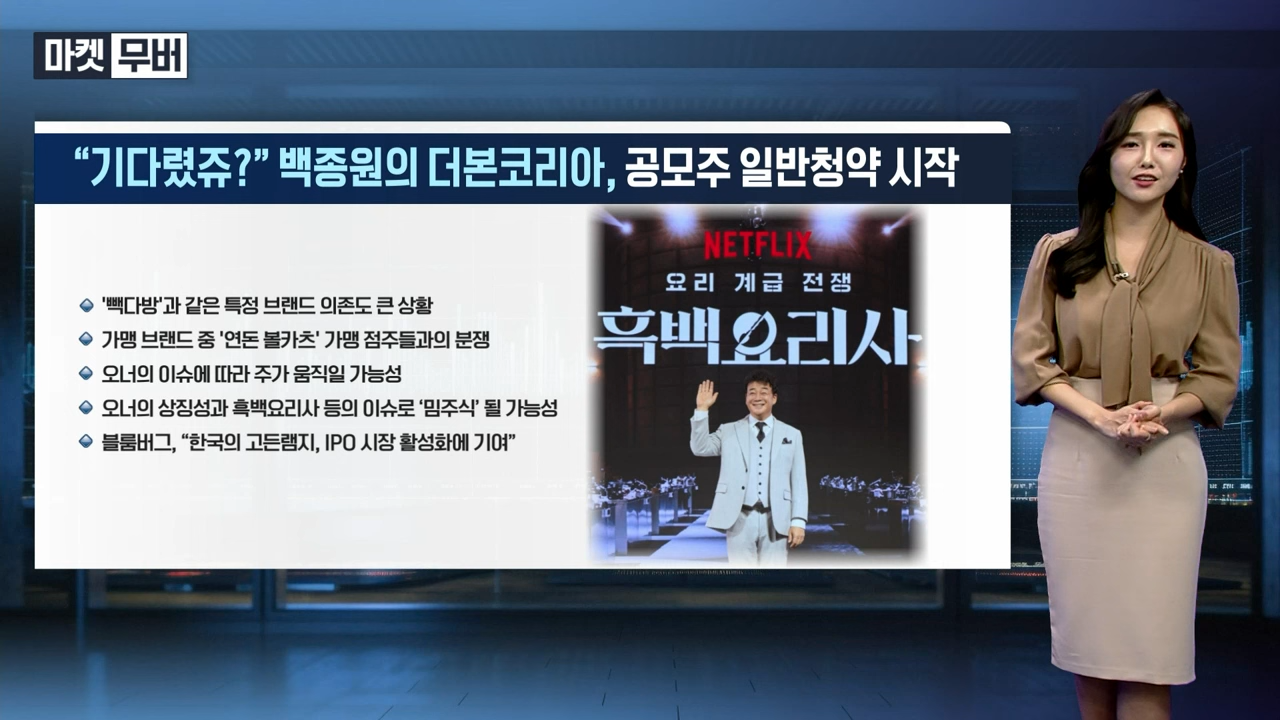 마켓 무버
“기다렸쥬?” 백종원의 더본코리아, 공모주 일반청약 시작
'빽다방'과 같은 특정 브랜드 의존도 큰 상황
가맹 브랜드 중 '연돈 볼카츠' 가맹 점주들과의 분쟁
오너의 이슈에 따라 주가 움직일 가능성
오너의 상징성과 흑백요리사 등의 이슈로 ‘밈주식’ 될 가능성
블룸버그, “한국의 고든램지, IPO 시장 활성화에 기여”
NETFLIX
요리 계급 전쟁
흑백요리사